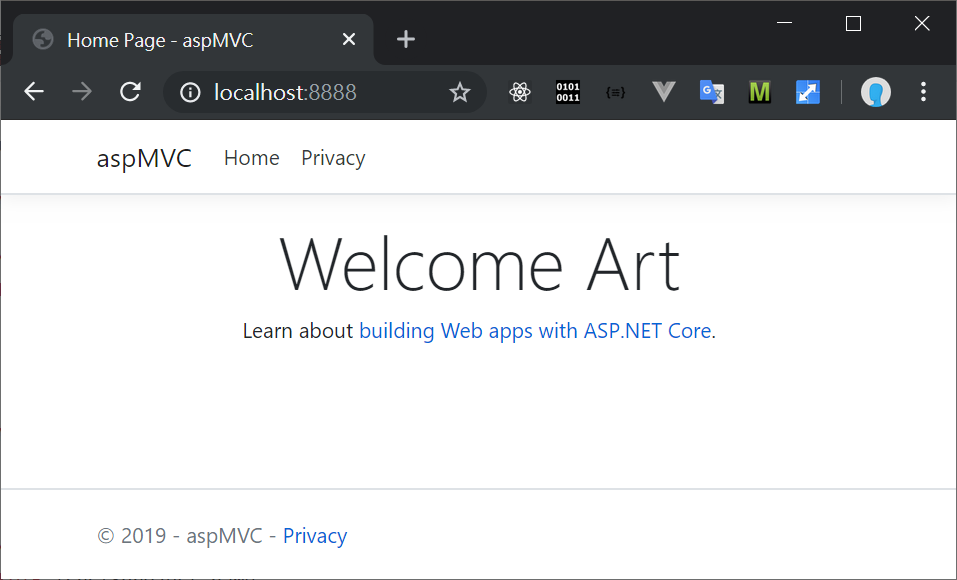 Home Page - aspMVC
localhost:8888
0101
0011
{≡}
G
M
aspMVC Home Privacy
Welcome Art
Learn about building Web apps with ASP.NET Core.
© 2019 - aspMVC - Privacy